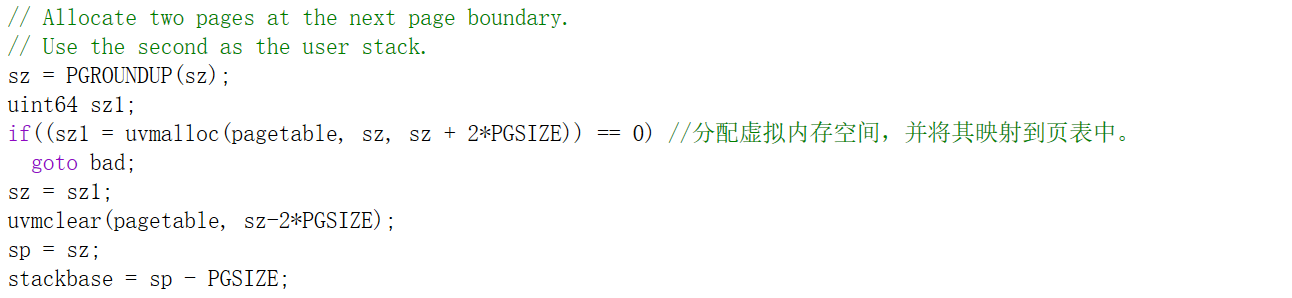 // Allocate two pages at the next page boundary.
// Use the second as the user stack.
sz = PGROUNDUP(sz);
uint64 sz1;
if((sz1 = uvmalloc(pagetable, sz, sz + 2*PGSIZE)) == 0) //分配虚拟内存空间，并将其映射到页表中。
  goto bad;
sz = sz1;
uvmclear(pagetable, sz-2*PGSIZE);
sp = sz;
stackbase = sp - PGSIZE;